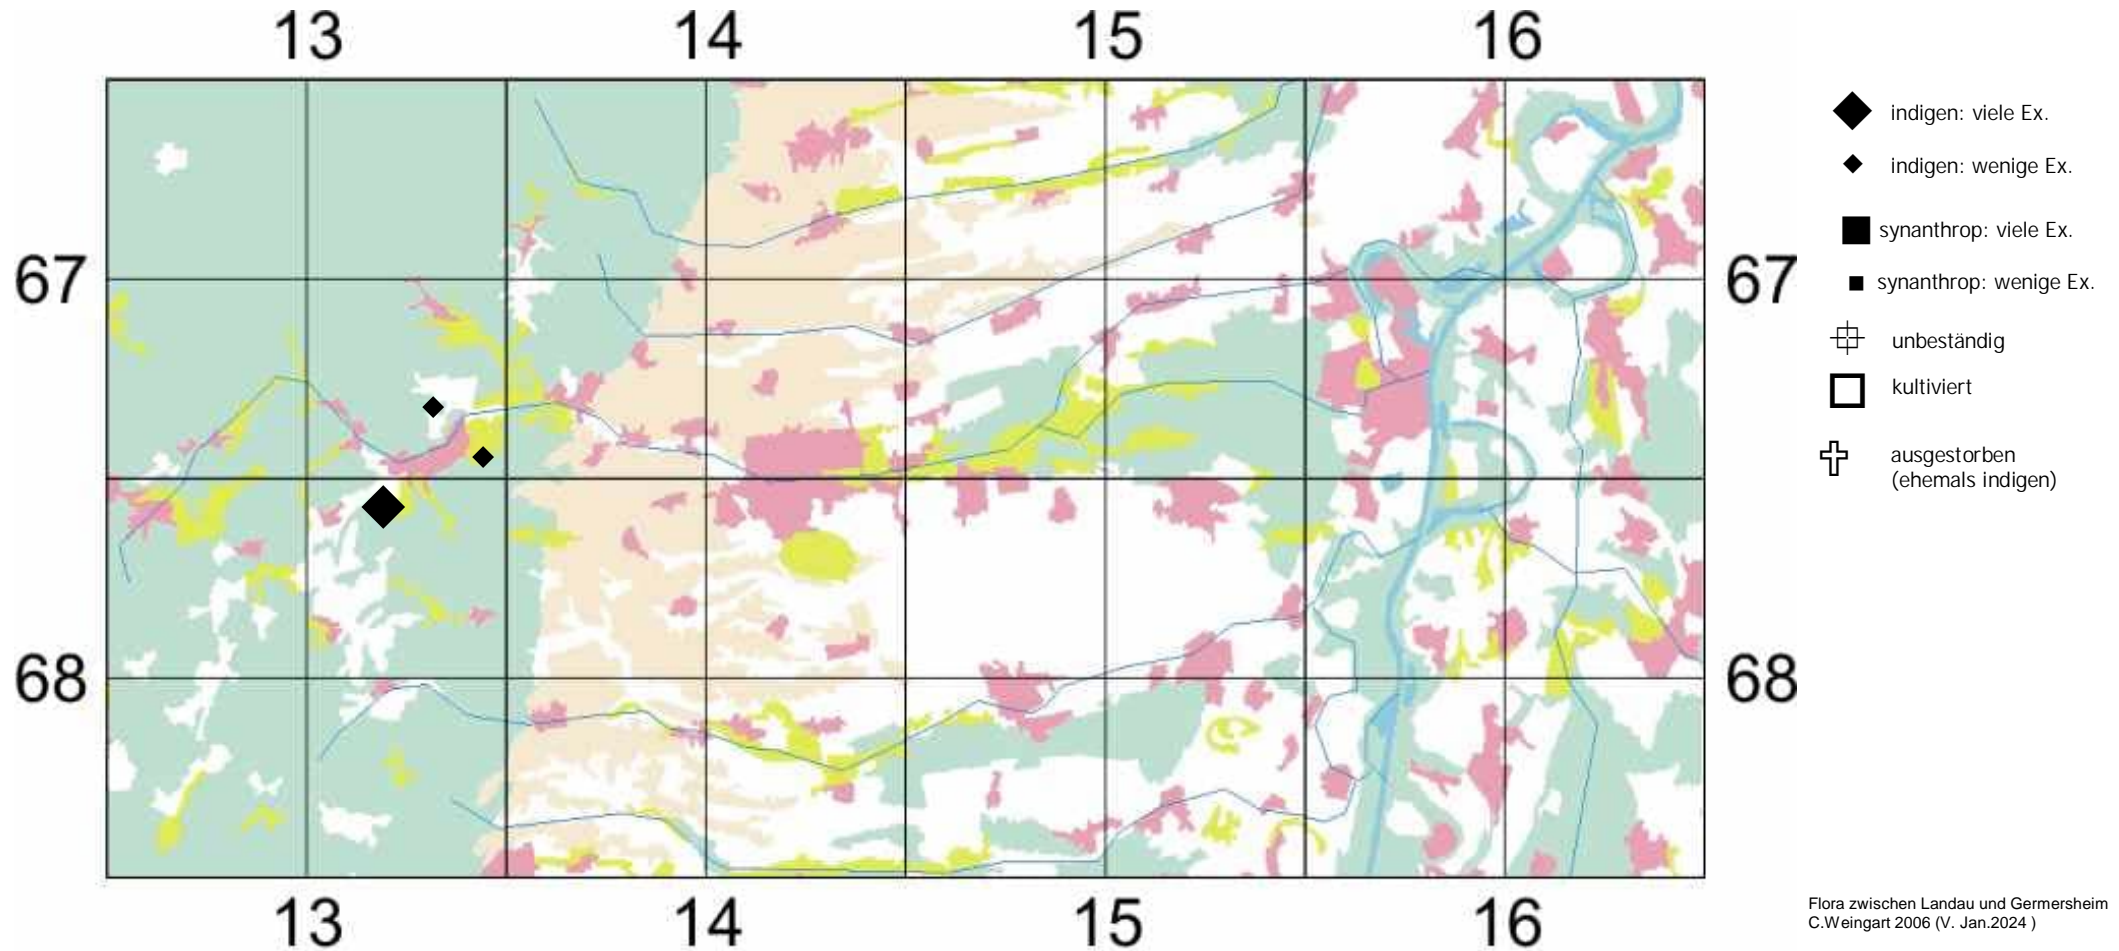 13 14 15 16
indigen: viele Ex.
indigen: wenige Ex.
synanthrop: viele Ex.
67 67
synanthrop: wenige Ex.
unbeständig
kultiviert
ausgestorben
(ehemals indigen)
68 68
13 14 15 16
Flora zwischen Landau und Germersheim
C.Weingart 2006 (V. Jan.2024 )